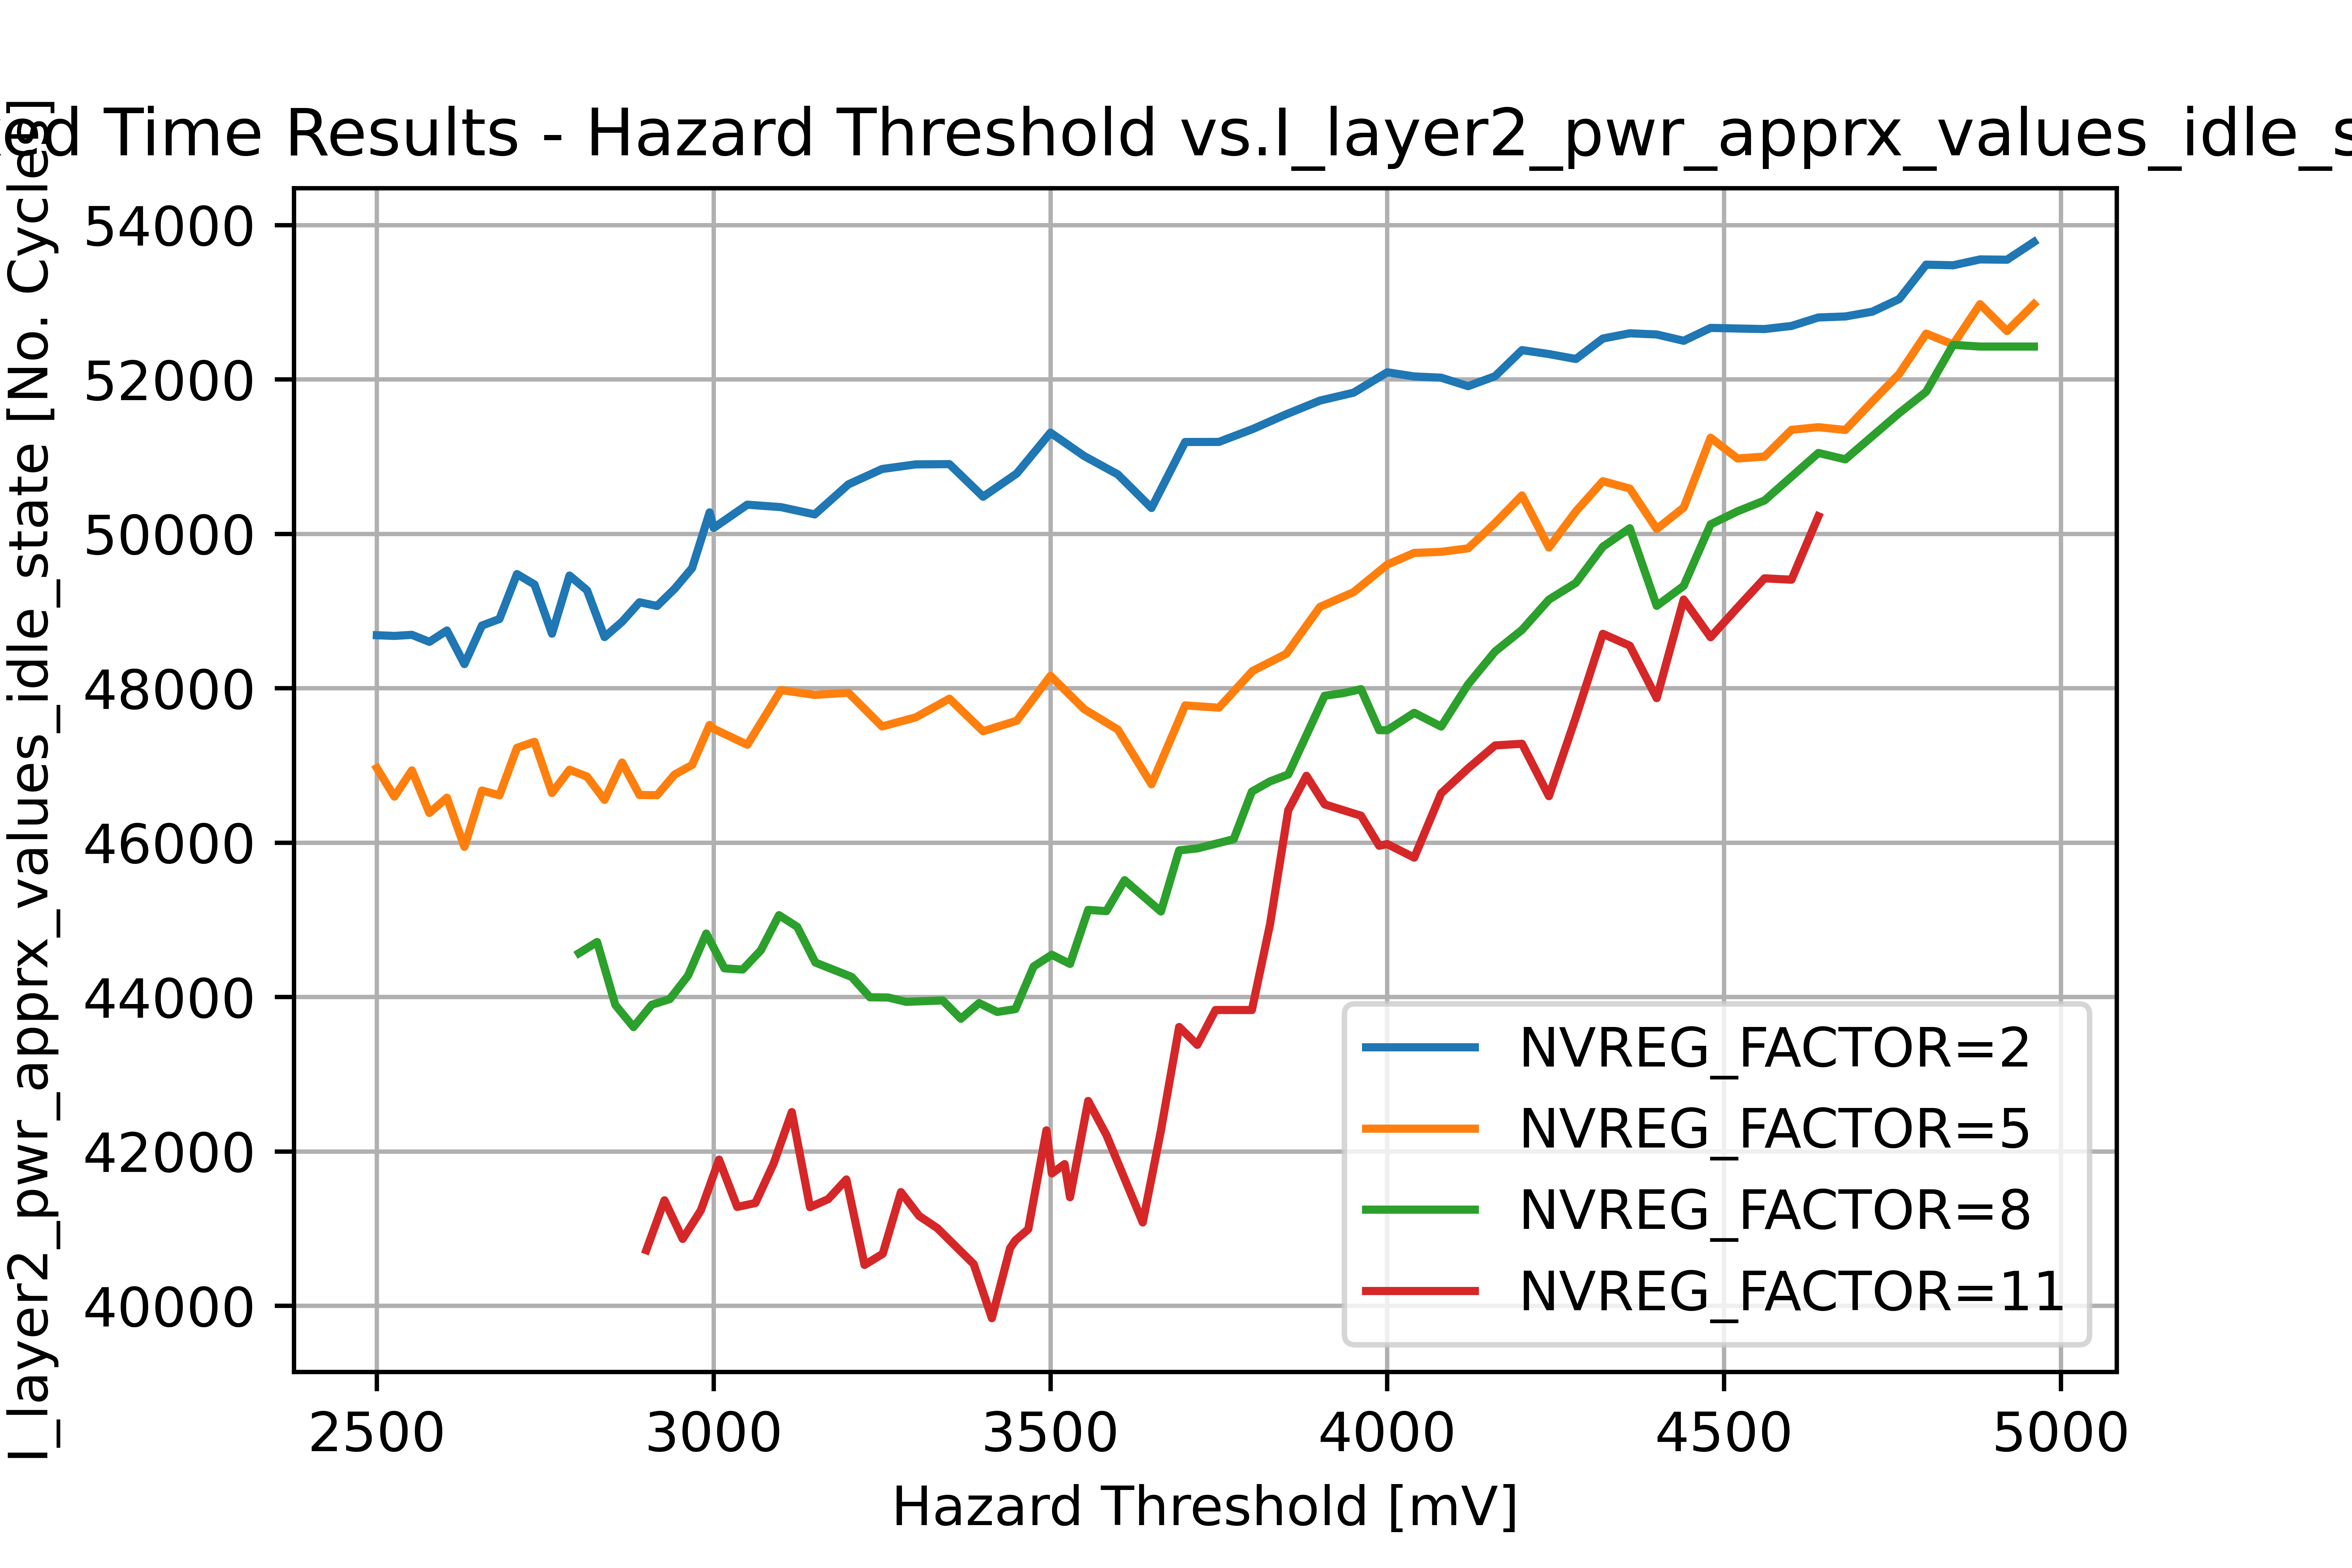 ed Time Results - Hazard Threshold vs.I_layer2_pwr_apprx_values_idle_s
I_layer2_pwr_apprx_values_idle_state [No. Cycles]
54000
52000
50000
48000
46000
44000
42000
40000
NVREG_FACTOR=2
NVREG_FACTOR=5
NVREG_FACTOR=8
NVREG_FACTOR=11
2500 3000 3500 4000 4500 5000
Hazard Threshold [mV]